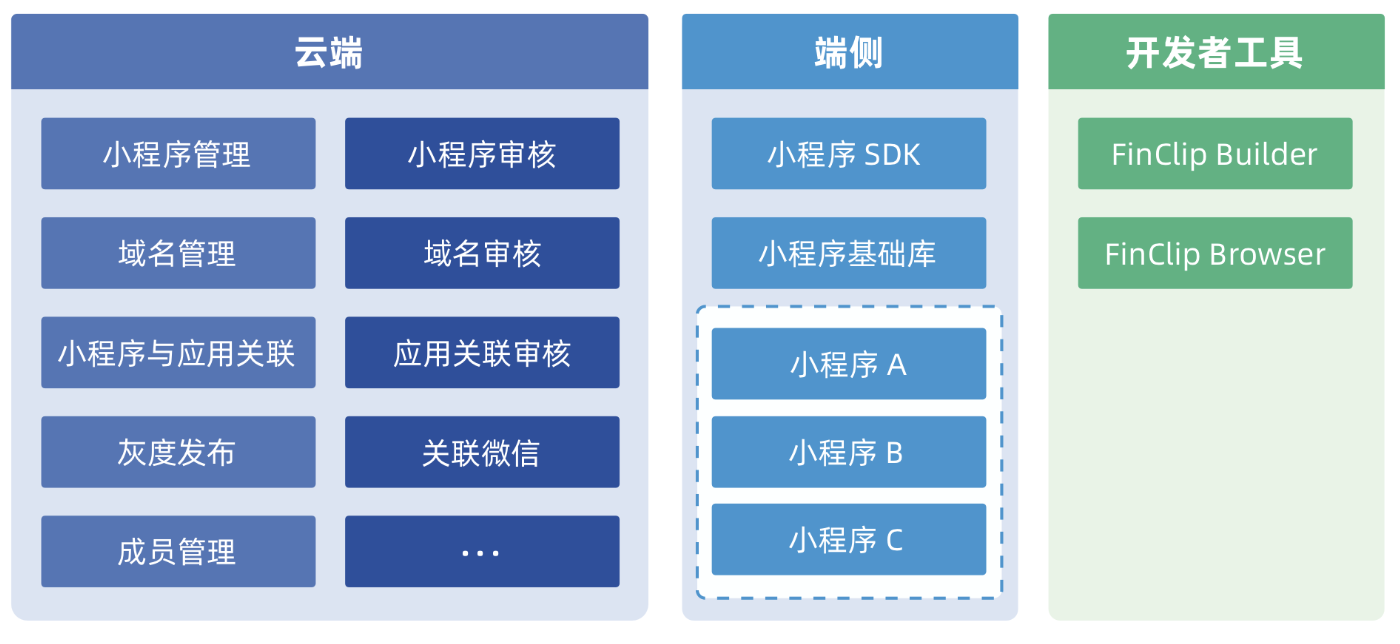 云端
小程序管理
小程序审核
域名管理
域名审核
小程序与应用关联
应用关联审核
灰度发布
关联微信
成员管理
...
端侧
小程序 SDK
小程序基础库
小程序 A
小程序 B
小程序 C
开发者工具
FinClip Builder
FinClip Browser